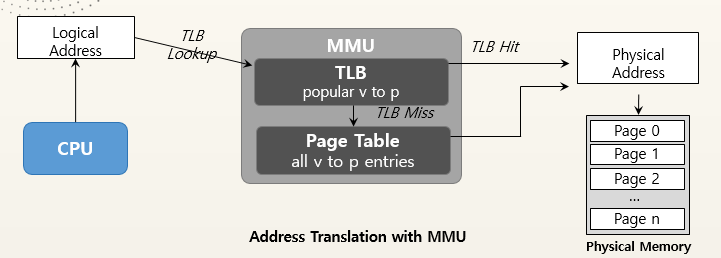 Logical
Address
TLB
Lookup
CPU
MMU
TLB
popular v to p
TLB Hit
TLB Miss
Page Table
all v to p entries
Physical
Address
Page 0
Page 1
Page 2
...
Page n
Physical Memory
Address Translation with MMU